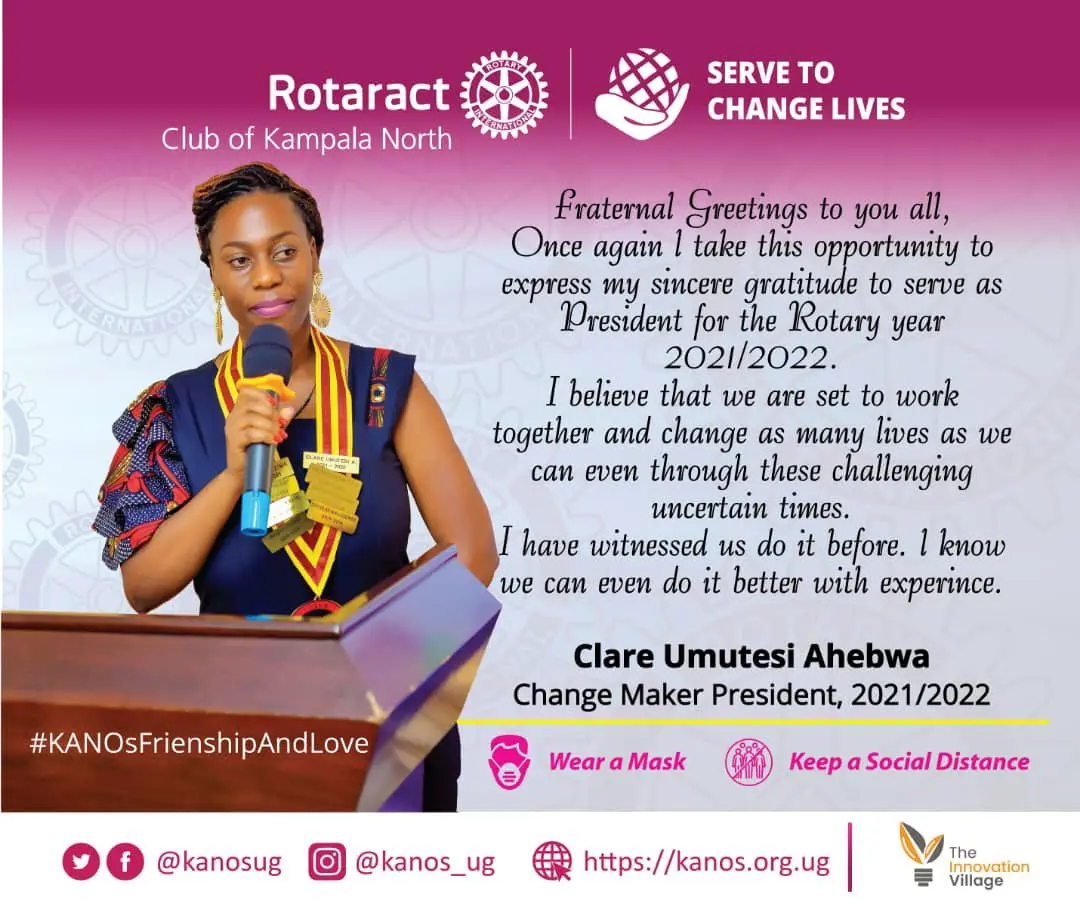 Rotaract
Club of Kampala North
ROTARY
INTERNATIONAL
SERVE TO
CHANGE LIVES
Fraternal Greetings to you all,
Once again I take this opportunity to
express my sincere gratitude to serve as
President for the Rotary year
2021/2022.
I believe that we are set to work
together and change as many lives as we
can even through these challenging
uncertain times.
I have witnessed us do it before. I know
we can even do it better with experince.
CLARE UMUTESI A.
Clare Umutesi Ahebwa
Change Maker President, 2021/2022
#KANOsFrienshipAndLove
Wear a Mask
Keep a Social Distance
@kanosug
@kanos_ug
https://kanos.org.ug
The
Innovation
Village